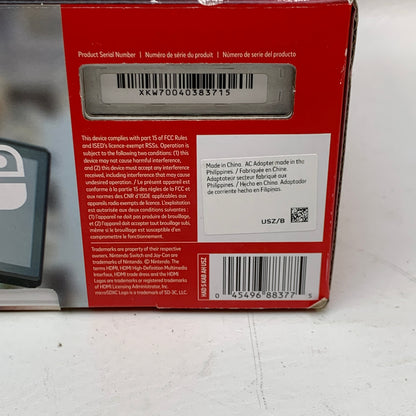 Product Serial Number | Numéro de série du produit | Número de serie del producto
XKW70040383715
This device complies with part 15 of FCC Rules
and ISED's licence-exempt RSSs. Operation is
subject to the following two conditions: (1) this
device may not cause harmful interference,
and (2) this device must accept any interference
received, including interference that may cause
undesired operation. / Le présent appareil est
conforme à la partie 15 des règles de la FCC et
aux normes des CNR d'ISDE applicables aux
appareils radio exempts de licence. L'exploitation
est autorisée aux deux conditions suivantes :
(1) l'appareil ne doit pas produire de brouillage,
et (2) l'appareil doit accepter tout brouillage,
même si le brouillage est susceptible d'en
compromettre le fonctionnement.
Made in China. AC Adapter made in the
Philippines. / Fabriquée en Chine.
Adaptateur secteur fabriqué aux
Philippines. / Hecho en China. Adaptador
de corriente hecho en Filipinas.
USZ/B
Trademarks are property of their respective
owners. Nintendo Switch and Joy-Con are
trademarks of Nintendo. © Nintendo. The
terms HDMI, HDMI High-Definition Multimedia
Interface, HDMI trade dress and the HDMI
Logos are trademarks or registered trademarks
of HDMI Licensing Administrator, Inc.
microSDXC Logo is a trademark of SD-3C, LLC.
HAD S KAB AH USZ
0 45496 88377 5